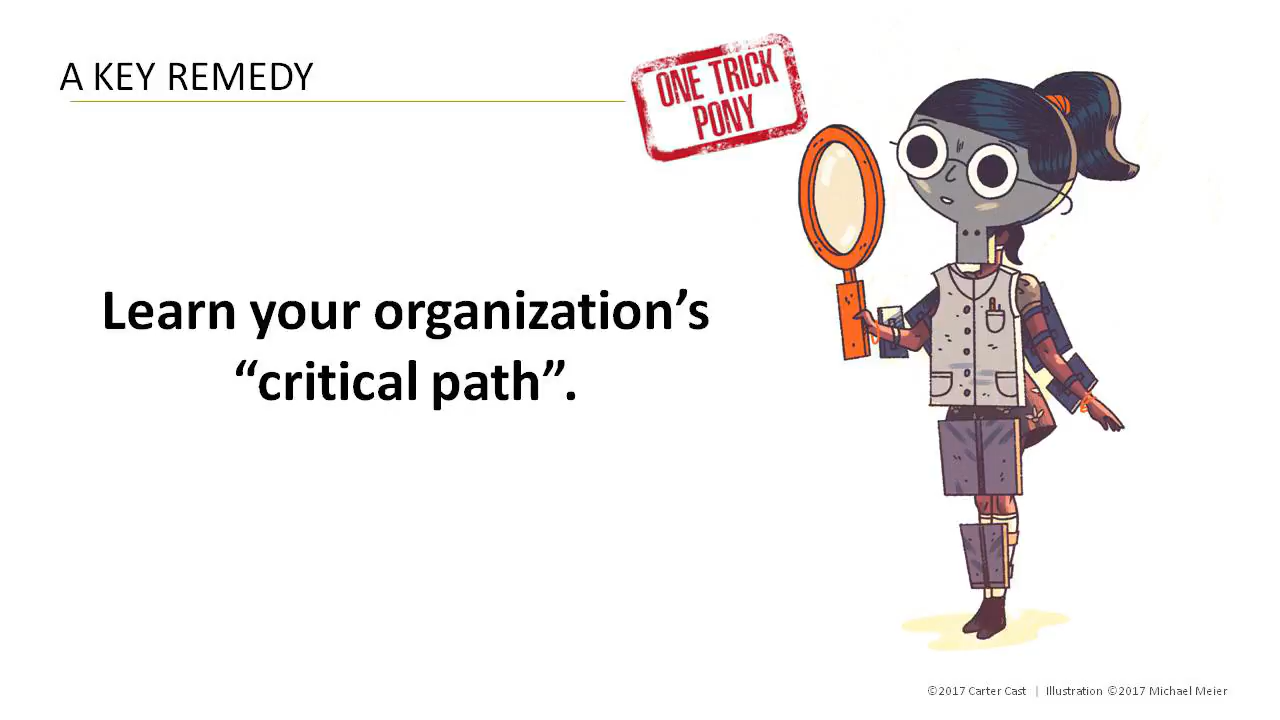 A KEY REMEDY
ONE TRICK
PONY
Learn your organization’s
“critical path”.
©2017 Carter Cast | Illustration ©2017 Michael Meier